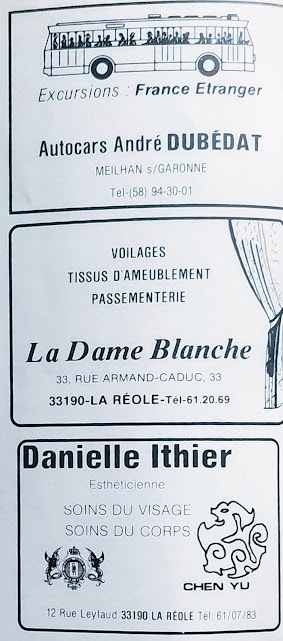 Excursions : France Etranger
Autocars André DUBÉDAT
MEILHAN s/GARONNE
Tel-(58) 94-30-01
VOILAGES
TISSUS D'AMEUBLEMENT
PASSEMENTERIE
La Dame Blanche
33, RUE ARMAND-CADUC, 33
33190-LA RÉOLE-Tél-61.20.69
Danielle Ithier
Esthéticienne
SOINS DU VISAGE
SOINS DU CORPS
CHEN YU
12 Rue Leylaud 33190 LA RÉOLE Tél: 61/07/83